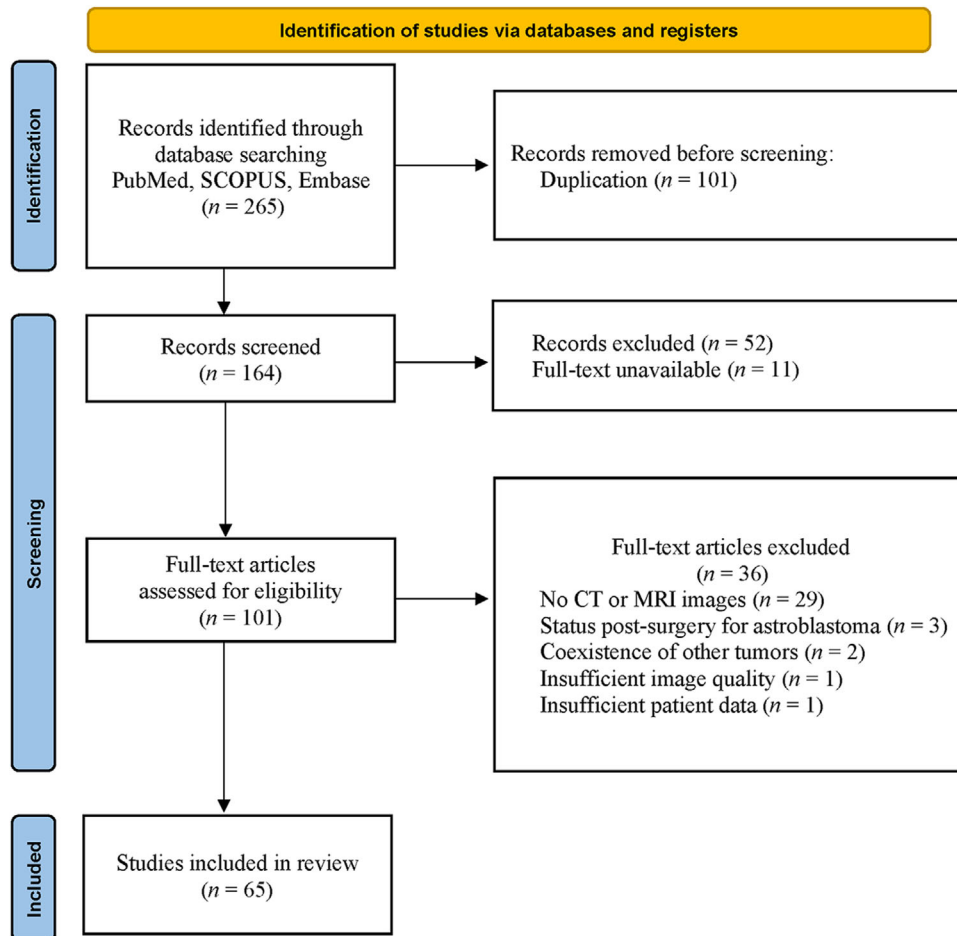 Identification of studies via databases and registers
Identification
Records identified through
database searching
PubMed, SCOPUS, Embase
(n = 265)
Records removed before screening:
Duplication (n = 101)
Screening
Records screened
(n = 164)
Records excluded (n = 52)
Full-text unavailable (n = 11)
Full-text articles
assessed for eligibility
(n = 101)
Full-text articles excluded
(n = 36)
No CT or MRI images (n = 29)
Status post-surgery for astroblastoma (n = 3)
Coexistence of other tumors (n = 2)
Insufficient image quality (n = 1)
Insufficient patient data (n = 1)
Included
Studies included in review
(n = 65)